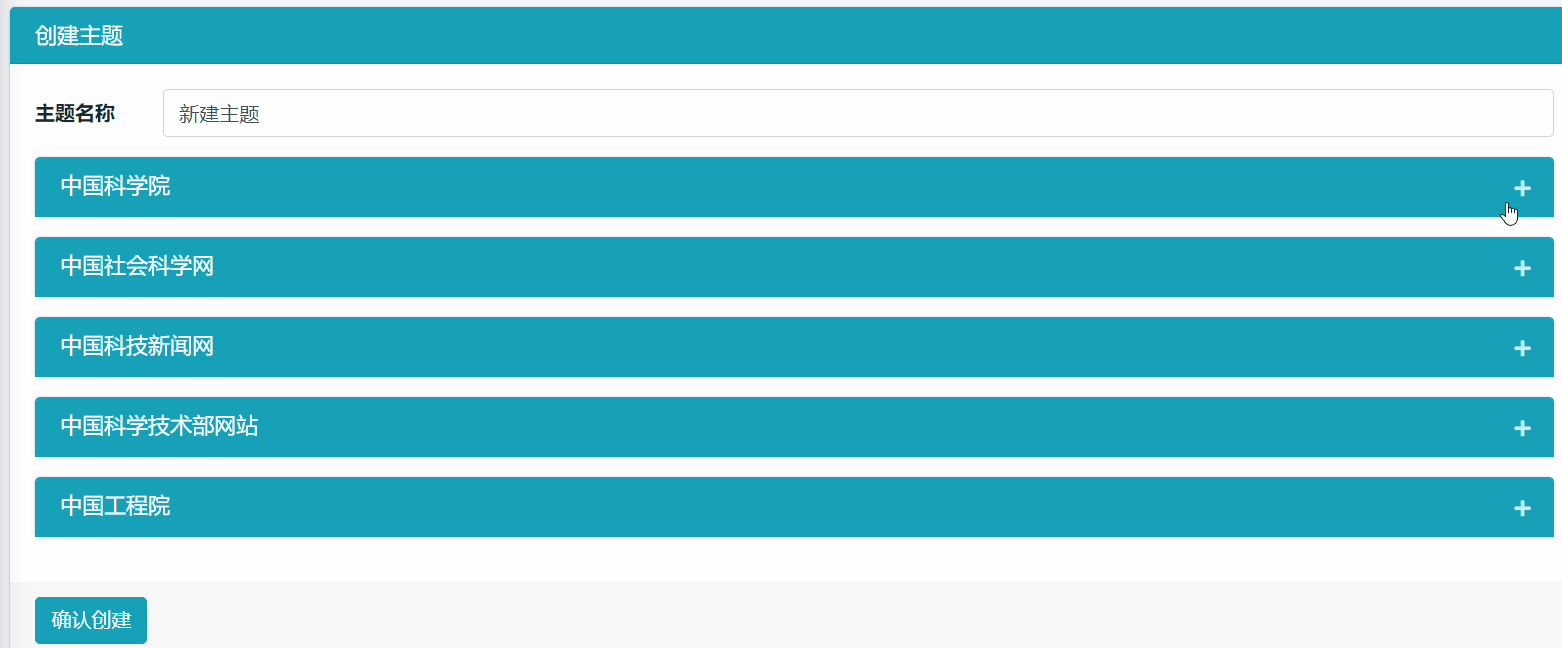 创建主题
主题名称 新建主题
中国科学院
中国社会科学网
中国科技新闻网
中国科学技术部网站
中国工程院
确认创建